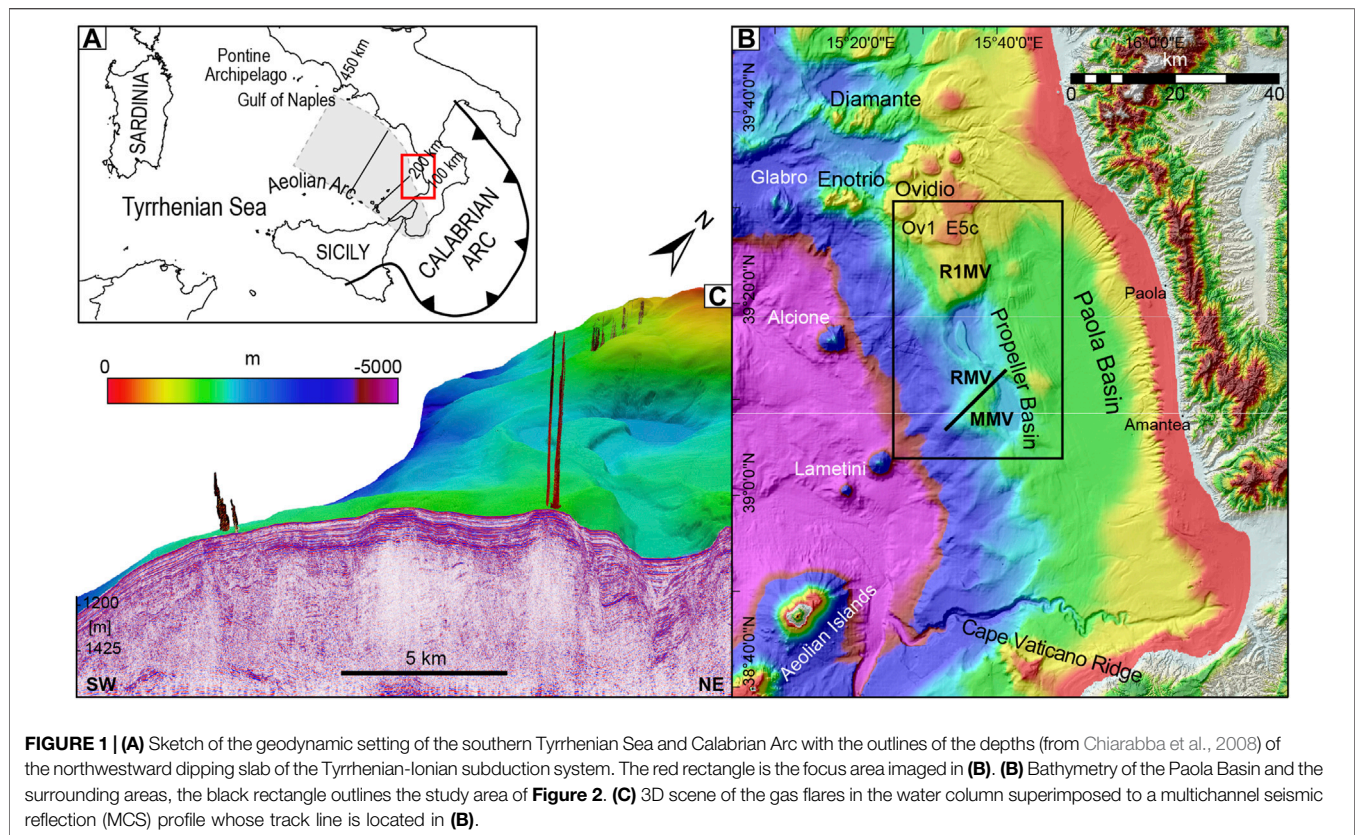 A
Pontine
Archipelago
Gulf of Naples
450 km
SARDINIA
200 km
100 km
Aeolian Arc
Tyrrhenian Sea
SICILY
CALABRIAN
ARC
N
C
0 m -5000
1200
[m]
1425
5 km
SW
NE
B
15°20'0"E
15°40'0"E
16°0'0"E
km
0 20 40
39°40'0"N
Diamante
Glabro
Enotrio
Ovidio
Ov1 E5c
R1MV
39°20'0"N
Alcione
Paola
Paola Basin
Propeller Basin
RMV
MMV
Amantea
39°0'0"N
Lametini
Aeolian Islands
Cape Vaticano Ridge
38°40'0"N
FIGURE 1 | (A) Sketch of the geodynamic setting of the southern Tyrrhenian Sea and Calabrian Arc with the outlines of the depths (from Chiarabba et al., 2008) of
the northwestward dipping slab of the Tyrrhenian-Ionian subduction system. The red rectangle is the focus area imaged in (B). (B) Bathymetry of the Paola Basin and the
surrounding areas, the black rectangle outlines the study area of Figure 2. (C) 3D scene of the gas flares in the water column superimposed to a multichannel seismic
reflection (MCS) profile whose track line is located in (B).